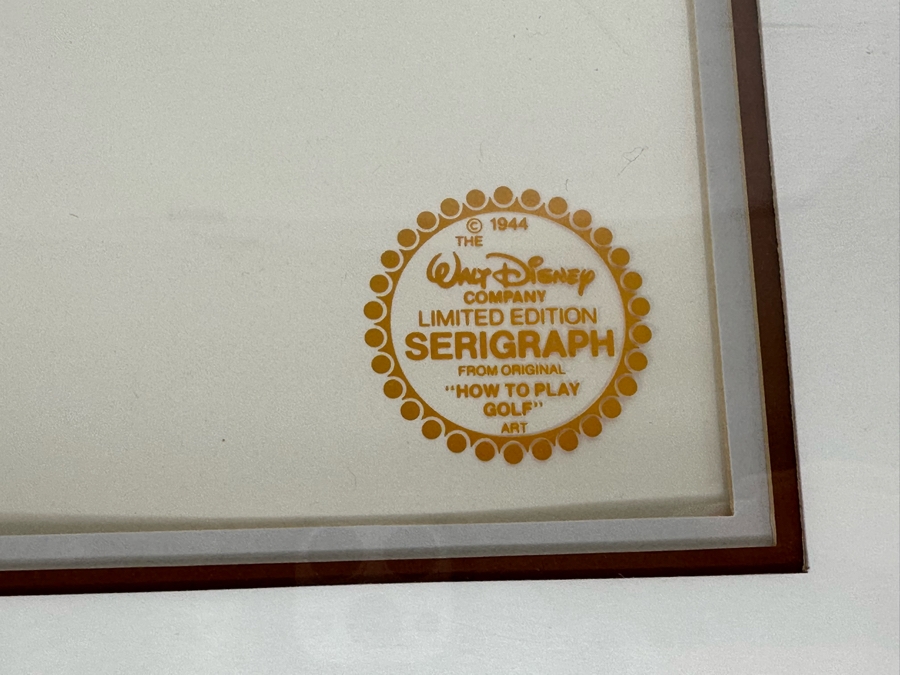 © 1944
THE
WALT DISNEY
COMPANY
LIMITED EDITION
SERIGRAPH
FROM ORIGINAL
"HOW TO PLAY
GOLF"
ART